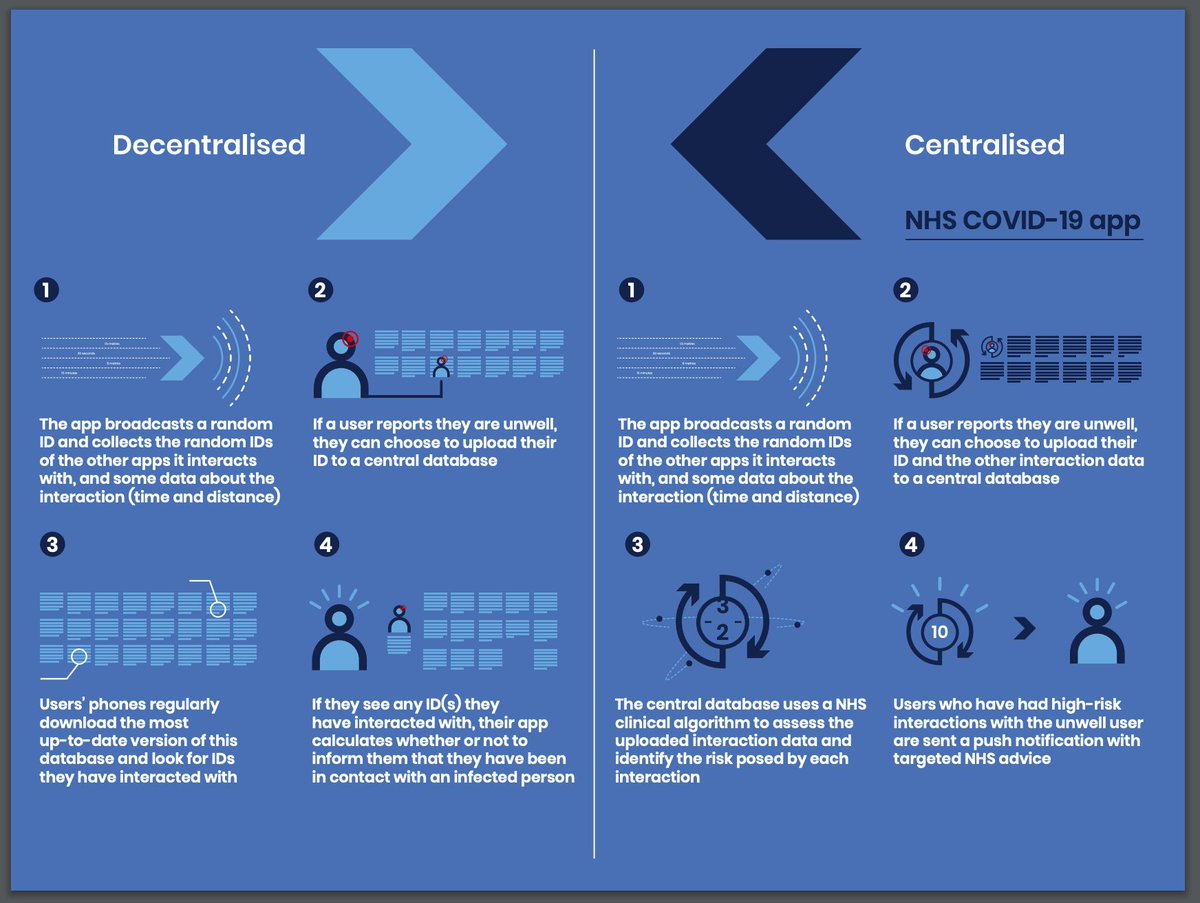 Decentralised
1
The app broadcasts a random
ID and collects the random IDs
of the other apps it interacts
with, and some data about the
interaction (time and distance)
2
If a user reports they are unwell,
they can choose to upload their
ID to a central database
3
Users' phones regularly
download the most
up-to-date version of this
database and look for IDs
they have interacted with
4
If they see any ID(s) they
have interacted with, their app
calculates whether or not to
inform them that they have been
in contact with an infected person
Centralised
NHS COVID-19 app
1
The app broadcasts a random
ID and collects the random IDs
of the other apps it interacts
with, and some data about the
interaction (time and distance)
2
If a user reports they are unwell,
they can choose to upload their
ID and the other interaction data
to a central database
3
3
2
The central database uses a NHS
clinical algorithm to assess the
uploaded interaction data and
identify the risk posed by each
interaction
4
10
Users who have had high-risk
interactions with the unwell user
are sent a push notification with
targeted NHS advice